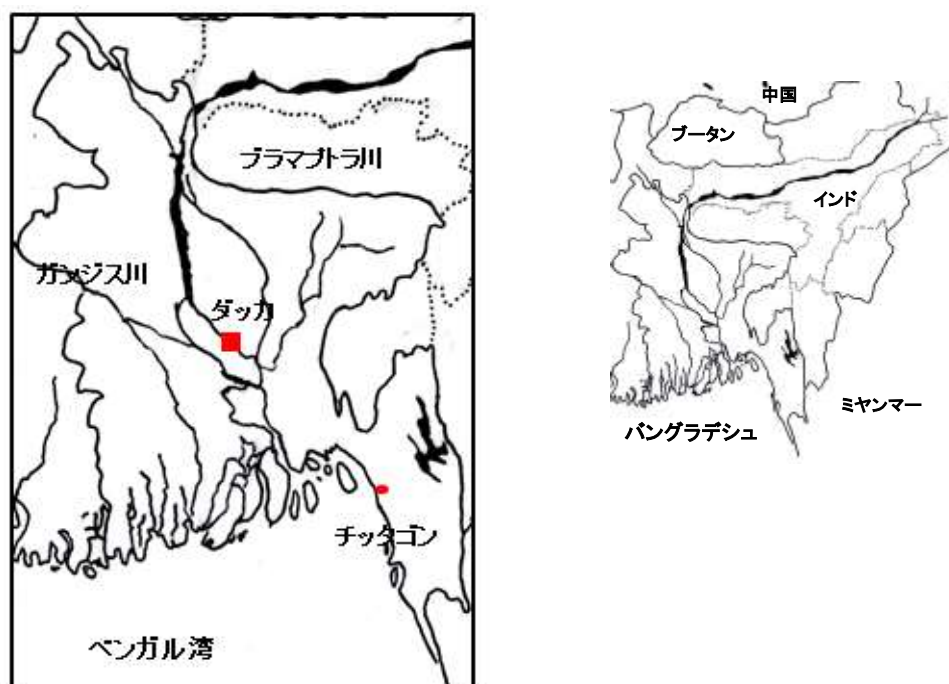 ブラマプトラ川
ガンジス川
ダッカ
チッタゴン
ベンガル湾
中国
ブータン
インド
ミヤンマー
バングラデシュ